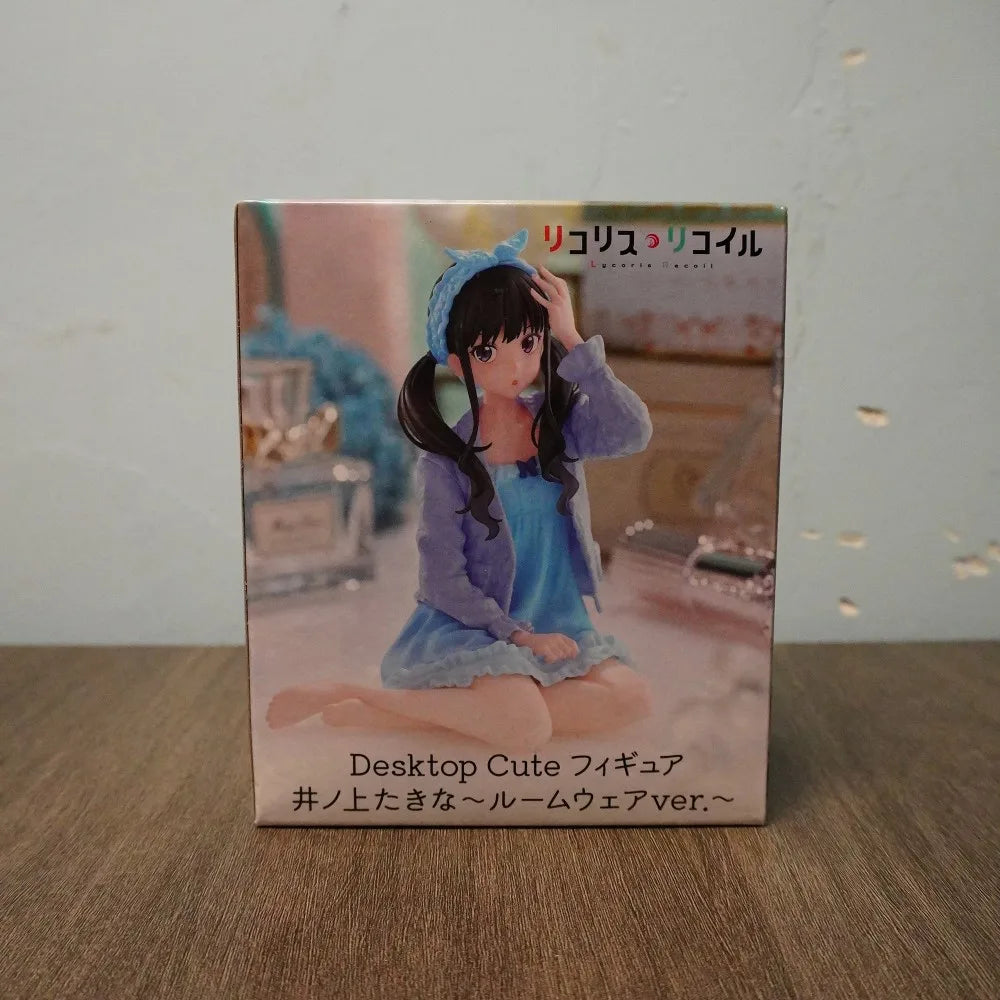 リコリス・リコイル
Lycoris Recoil
Desktop Cute フィギュア
井ノ上たきな～ルームウェアver.～